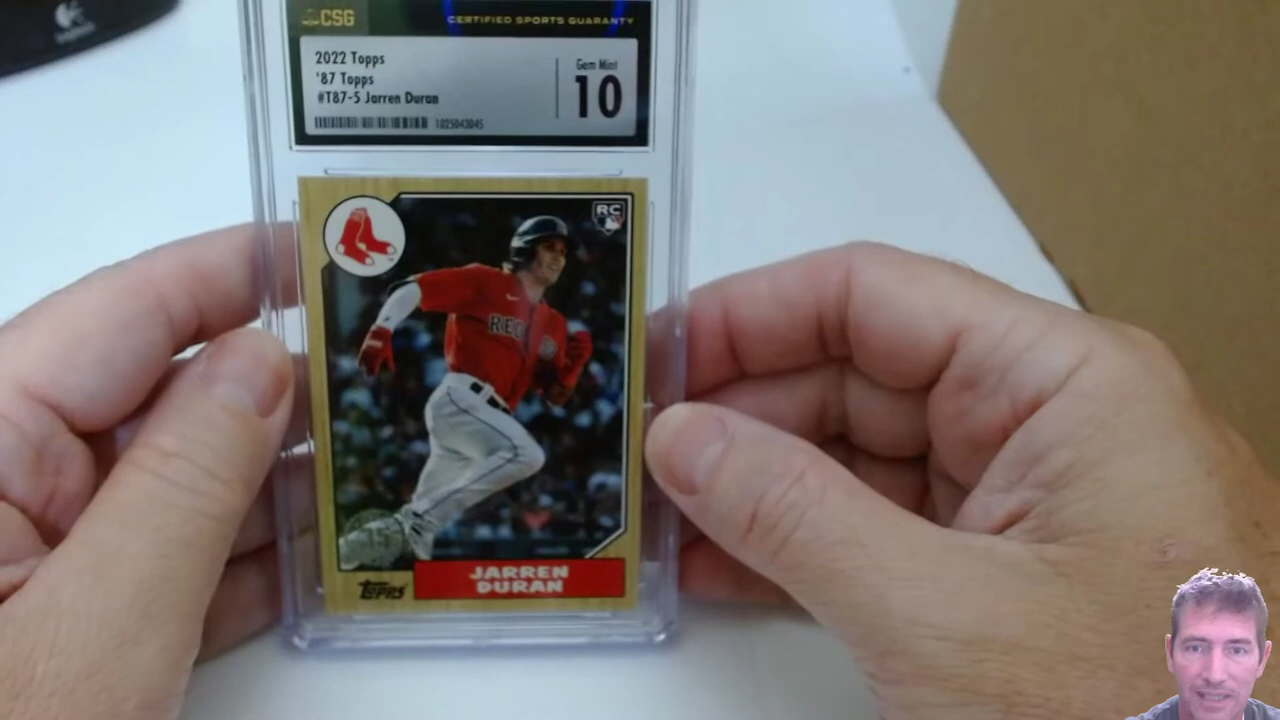 CSG
CERTIFIED SPORTS GUARANTY
2022 Topps
'87 Topps
#T87-5 Jarren Duran
Gem Mint
10
1025043045
RC
RED
Topps
JARREN
DURAN